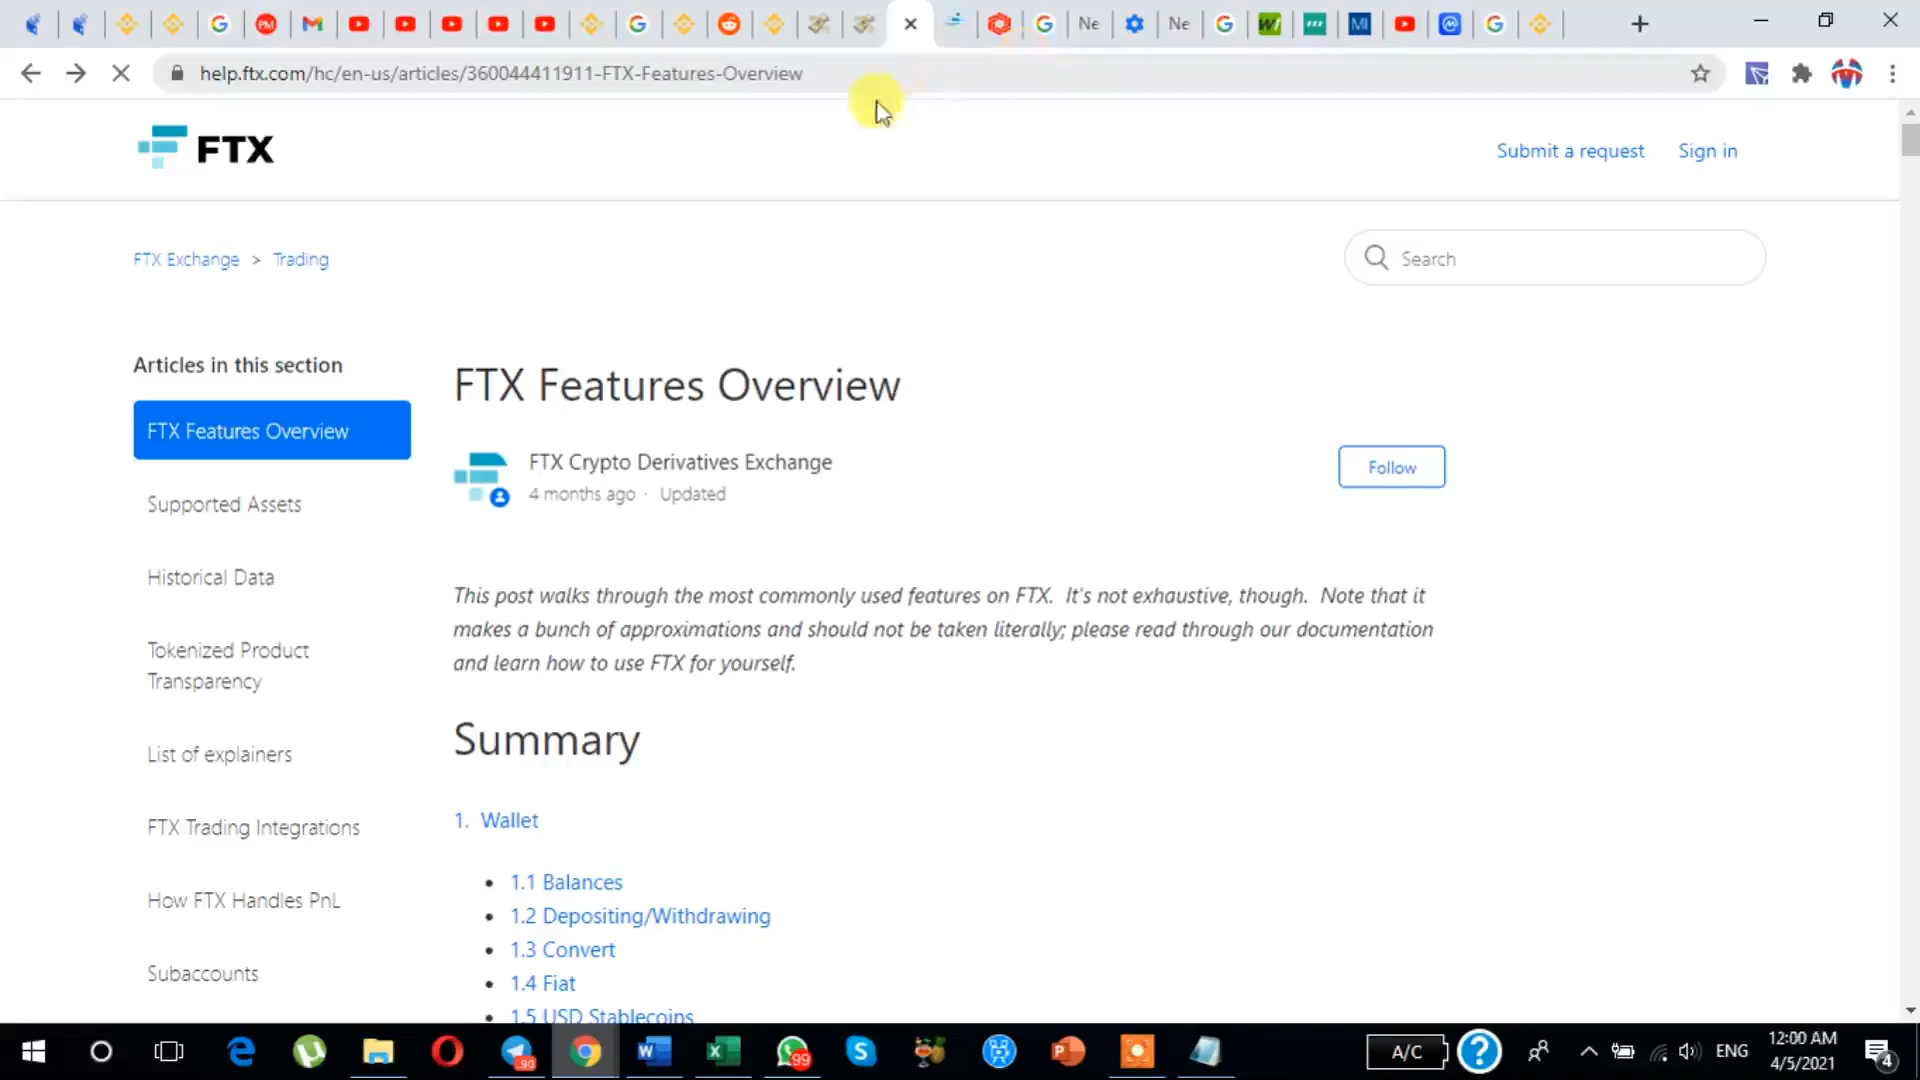 PM
Ne
Ne
MI
help.ftx.com/hc/en-us/articles/360044411911-FTX-Features-Overview
FTX
Submit a request
Sign in
FTX Exchange > Trading
Search
Articles in this section
FTX Features Overview
Supported Assets
Historical Data
Tokenized Product
Transparency
List of explainers
FTX Trading Integrations
How FTX Handles PnL
Subaccounts
FTX Features Overview
FTX Crypto Derivatives Exchange
4 months ago · Updated
Follow
This post walks through the most commonly used features on FTX. It's not exhaustive, though. Note that it
makes a bunch of approximations and should not be taken literally; please read through our documentation
and learn how to use FTX for yourself.
Summary
1. Wallet
1.1 Balances
1.2 Depositing/Withdrawing
1.3 Convert
1.4 Fiat
1.5 USD Stablecoins
90
99
A/C
ENG
12:00 AM
4/5/2021
4